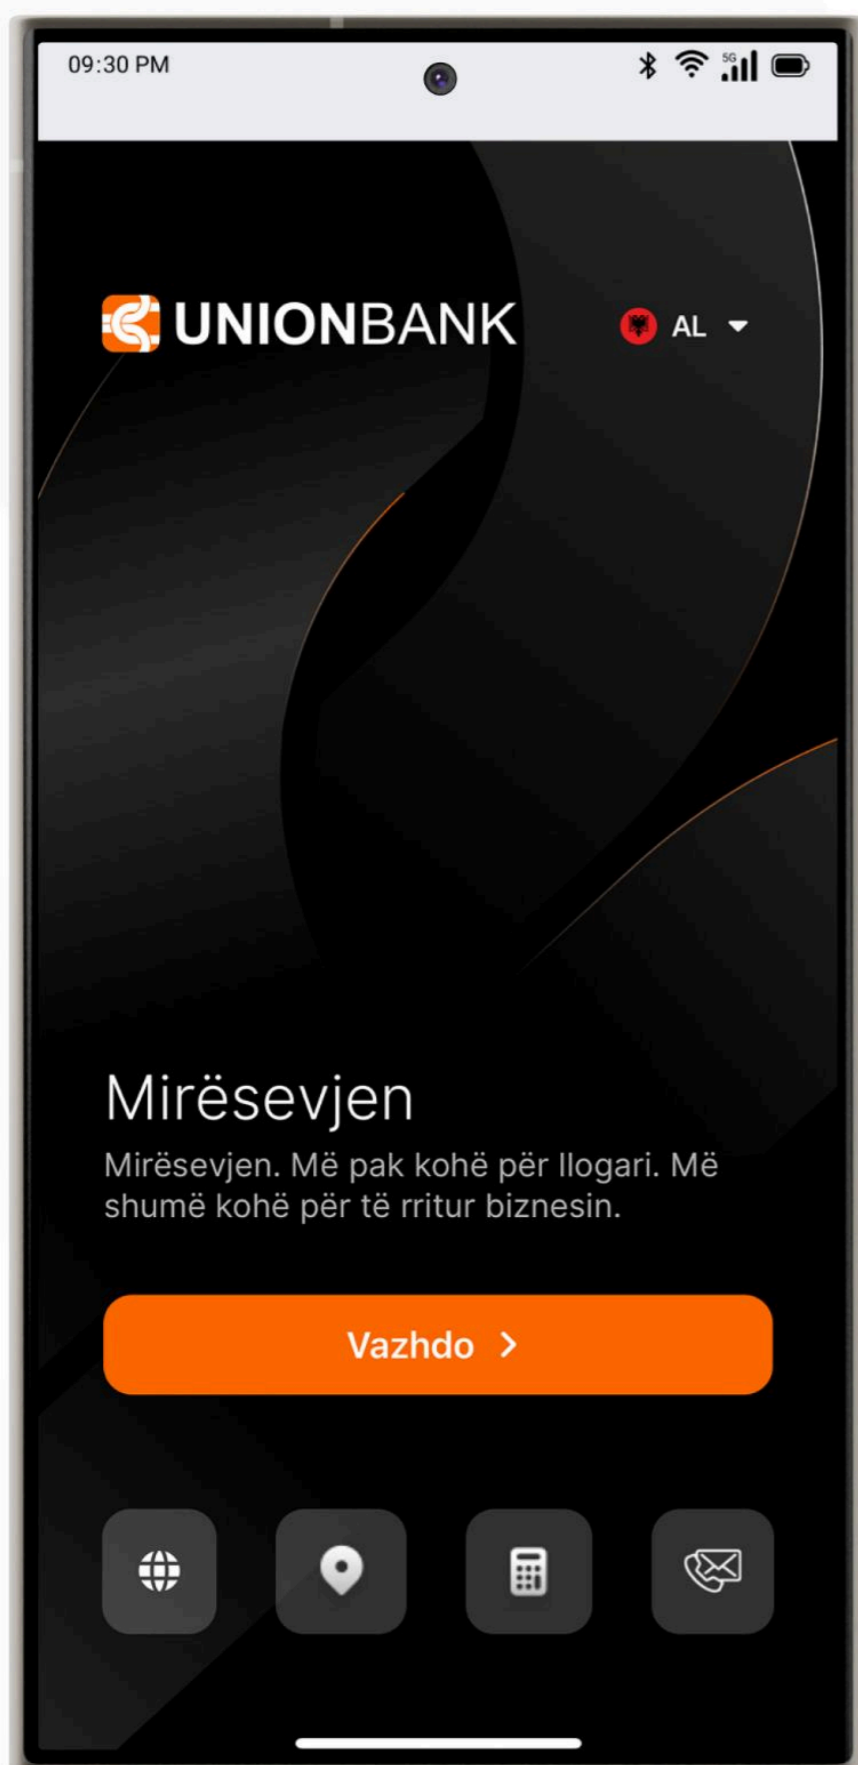 09:30 PM
5G
UNIONBANK
AL
Mirësevjen
Mirësevjen. Më pak kohë për llogari. Më
shumë kohë për të rritur biznesin.
Vazhdo